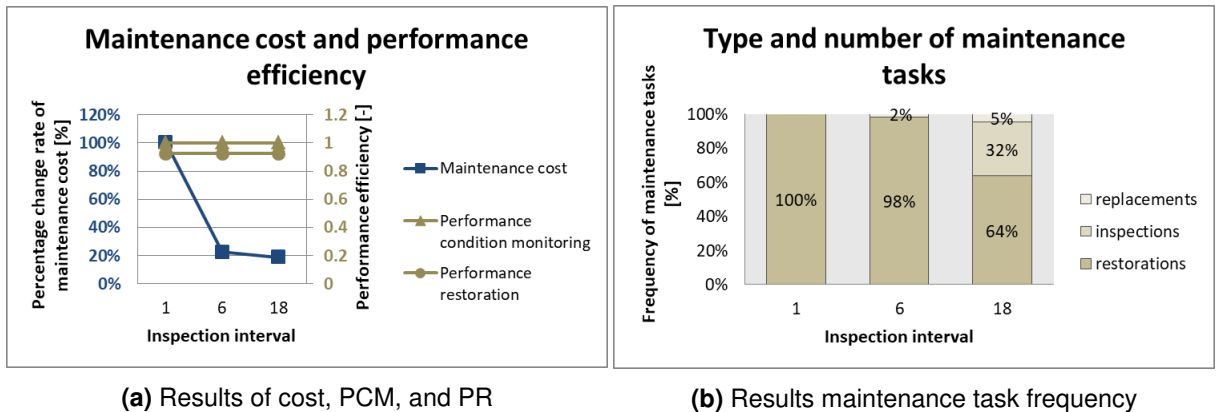 Maintenance cost and performance
efficiency
Percentage change rate of
maintenance cost [%]
120%
100%
80%
60%
40%
20%
0%
1.2
1
0.8
0.6
0.4
0.2
0
Performance efficiency [-]
1 6 18
Inspection interval
Maintenance cost
Performance
condition monitoring
Performance
restoration
(a) Results of cost, PCM, and PR
Type and number of maintenance
tasks
Frequency of maintenance tasks
[%]
100%
80%
60%
40%
20%
0%
100%
2%
98%
5%
32%
64%
1 6 18
Inspection interval
replacements
inspections
restorations
(b) Results maintenance task frequency